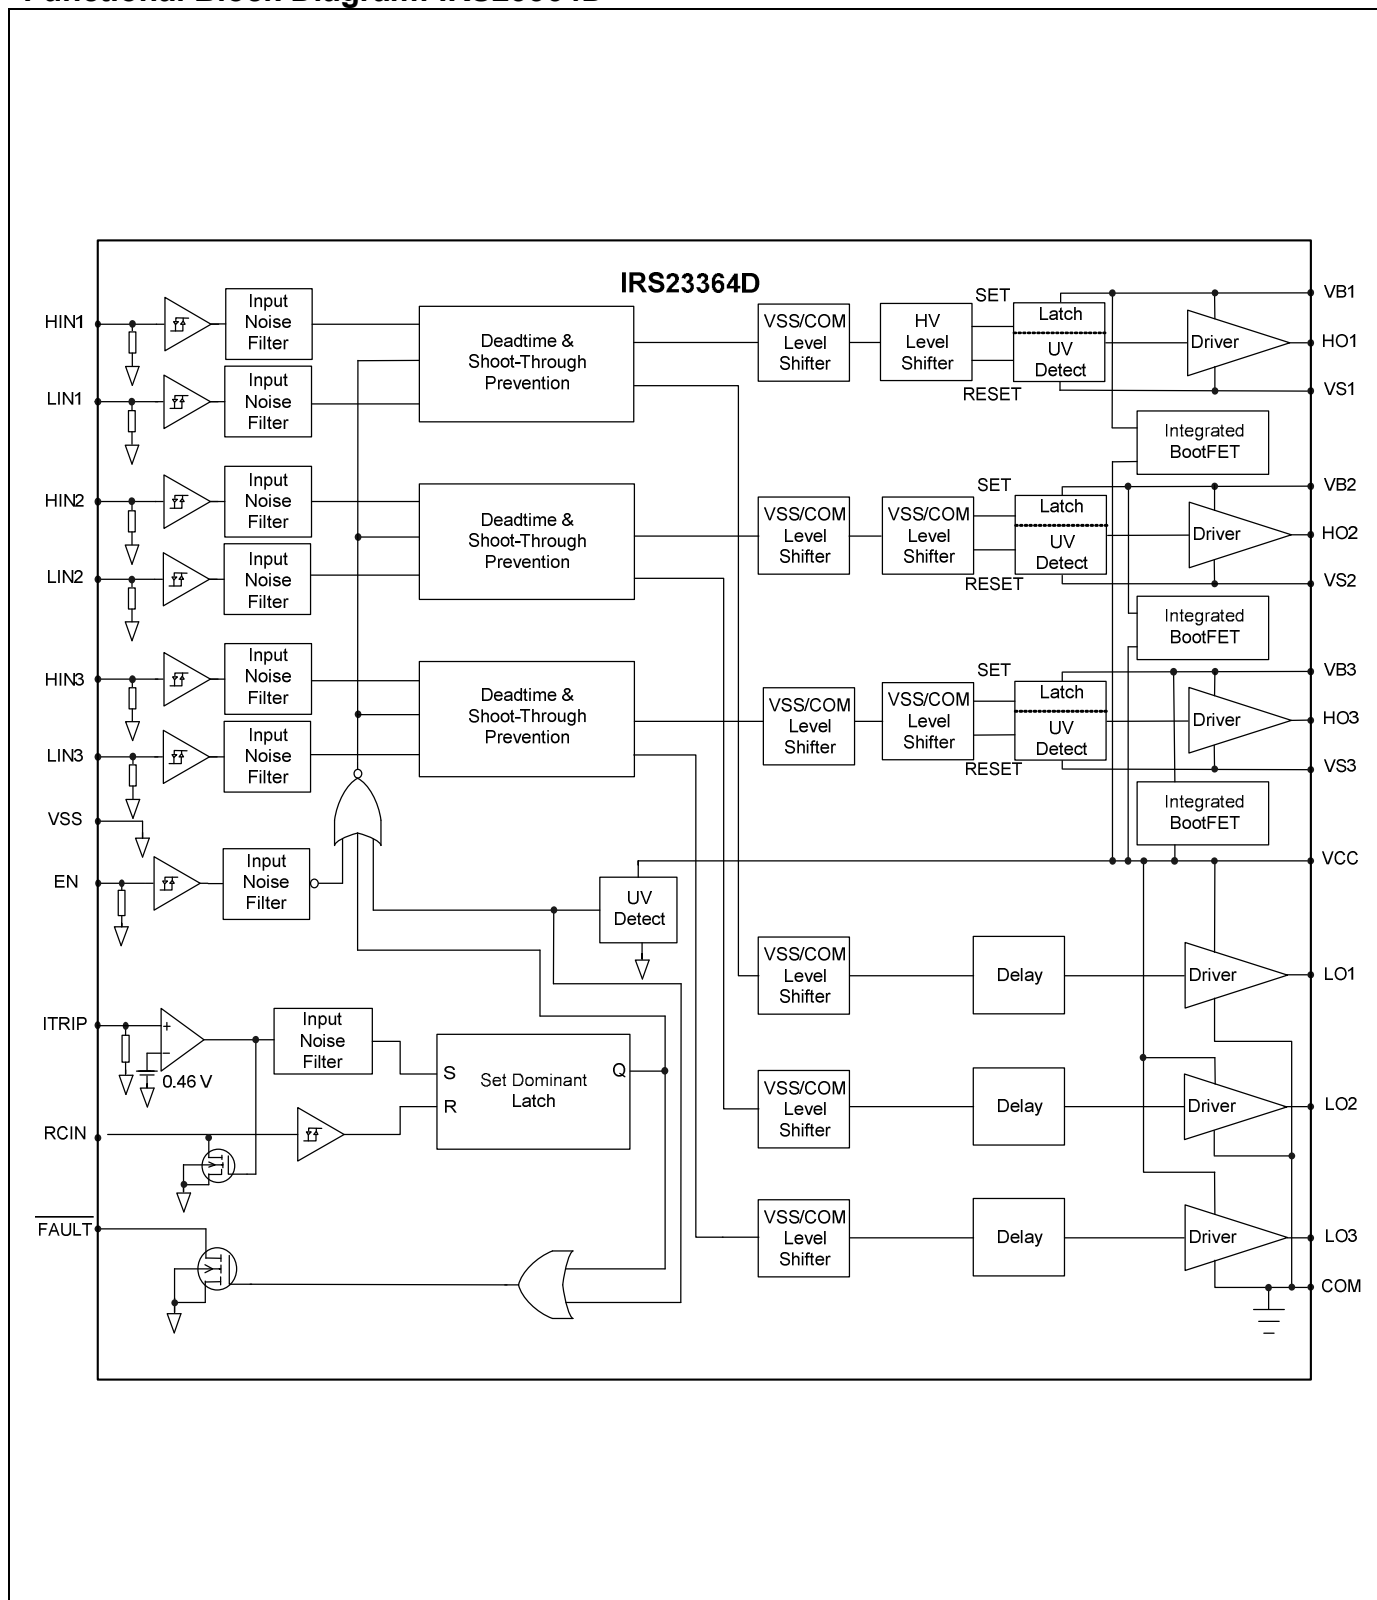 IRS23364D
HIN1
Input
Noise
Filter
LIN1
Input
Noise
Filter
Deadtime &
Shoot-Through
Prevention
VSS/COM
Level
Shifter
HV
Level
Shifter
SET
RESET
Latch
UV
Detect
Driver
VB1
HO1
VS1
Integrated
BootFET
HIN2
Input
Noise
Filter
LIN2
Input
Noise
Filter
Deadtime &
Shoot-Through
Prevention
VSS/COM
Level
Shifter
VSS/COM
Level
Shifter
SET
RESET
Latch
UV
Detect
Driver
VB2
HO2
VS2
Integrated
BootFET
HIN3
Input
Noise
Filter
LIN3
Input
Noise
Filter
Deadtime &
Shoot-Through
Prevention
VSS/COM
Level
Shifter
VSS/COM
Level
Shifter
SET
RESET
Latch
UV
Detect
Driver
VB3
HO3
VS3
Integrated
BootFET
VSS
EN
Input
Noise
Filter
UV
Detect
VCC
VSS/COM
Level
Shifter
Delay
Driver
LO1
ITRIP
+
−
0.46 V
Input
Noise
Filter
S
R
Set Dominant
Latch
Q
RCIN
VSS/COM
Level
Shifter
Delay
Driver
LO2
FAULT
VSS/COM
Level
Shifter
Delay
Driver
LO3
COM